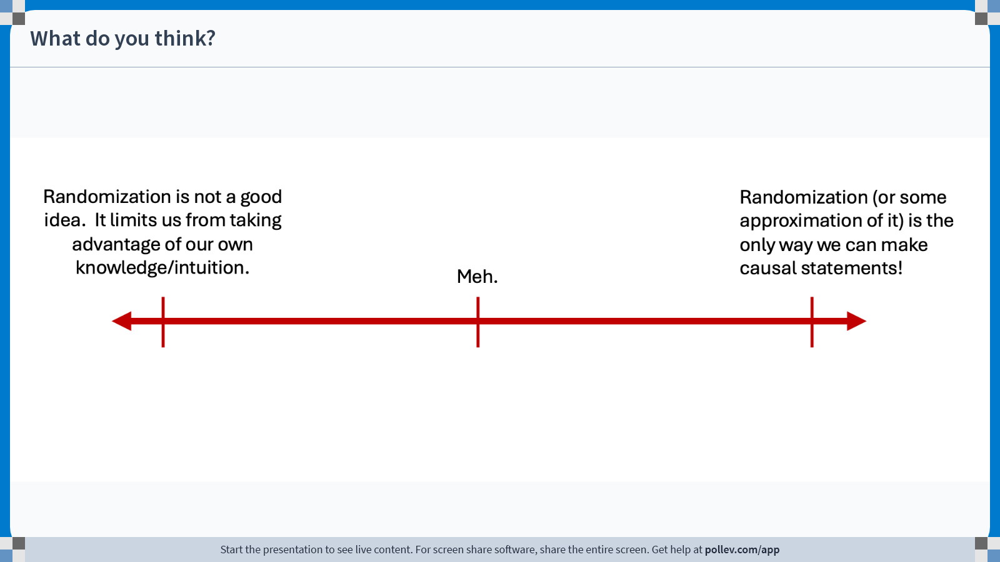 What do you think?
Randomization is not a good
idea.  It limits us from taking
advantage of our own
knowledge/intuition.
Meh.
Randomization (or some
approximation of it) is the
only way we can make
causal statements!
Start the presentation to see live content. For screen share software, share the entire screen. Get help at pollev.com/app